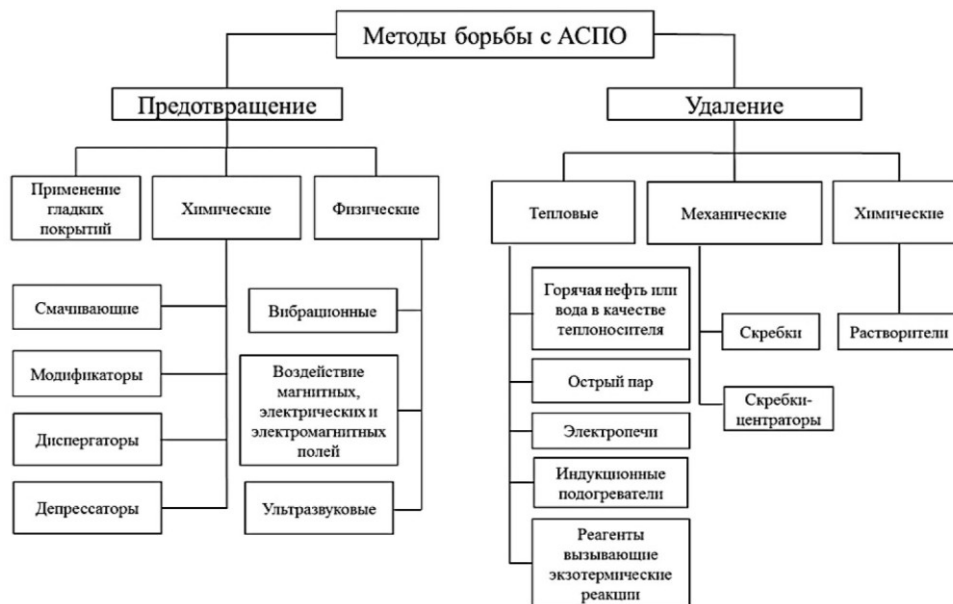 Методы борьбы с АСПО
Предотвращение
Удаление
Применение
гладких
покрытий
Химические
Физические
Тепловые
Механические
Химические
Смачивающие
Модификаторы
Диспергаторы
Депрессаторы
Вибрационные
Воздействие
магнитных,
электрических и
электромагнитных
полей
Ультразвуковые
Горячая нефть или
вода в качестве
теплоносителя
Острый пар
Электропечи
Индукционные
подогреватели
Реагенты
вызывающие
экзотермические
реакции
Скребки
Скребки-
центраторы
Растворители